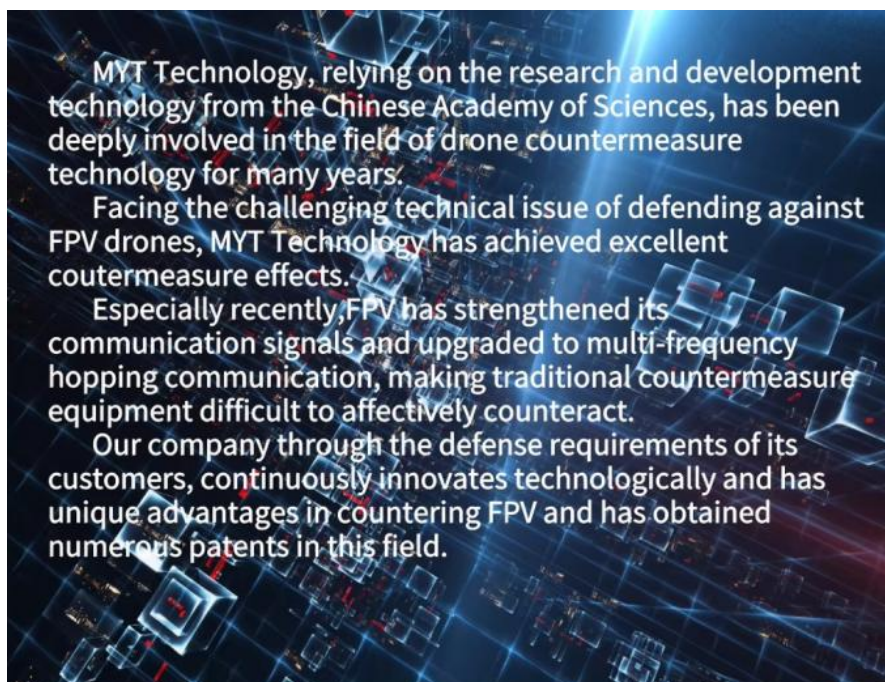 MYT Technology, relying on the research and development
technology from the Chinese Academy of Sciences, has been
deeply involved in the field of drone countermeasure
technology for many years.
Facing the challenging technical issue of defending against
FPV drones, MYT Technology has achieved excellent
coutermeasure effects.
Especially recently,FPV has strengthened its
communication signals and upgraded to multi-frequency
hopping communication, making traditional countermeasure
equipment difficult to affectively counteract.
Our company through the defense requirements of its
customers, continuously innovates technologically and has
unique advantages in countering FPV and has obtained
numerous patents in this field.